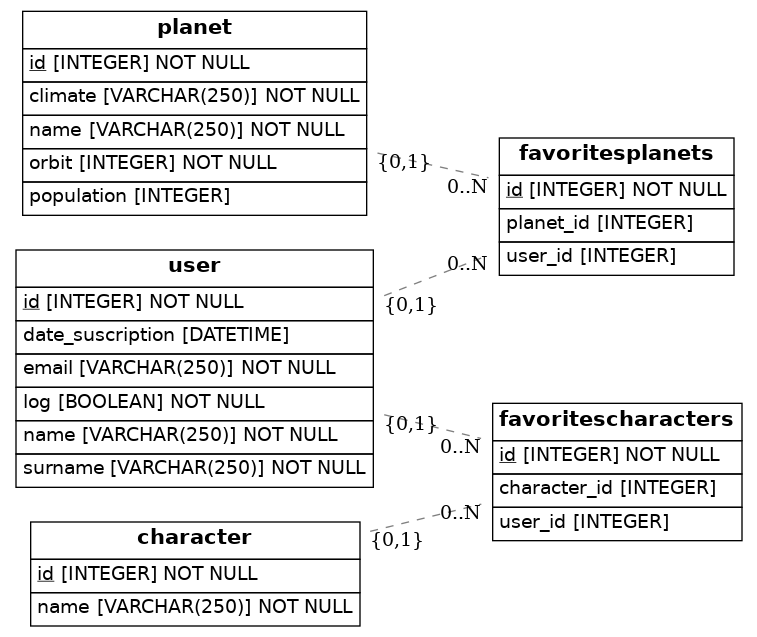 planet
id [INTEGER] NOT NULL
climate [VARCHAR(250)] NOT NULL
name [VARCHAR(250)] NOT NULL
orbit [INTEGER] NOT NULL
population [INTEGER]
{0,1}
0..N
favoritesplanets
id [INTEGER] NOT NULL
planet_id [INTEGER]
user_id [INTEGER]
user
id [INTEGER] NOT NULL
date_suscription [DATETIME]
email [VARCHAR(250)] NOT NULL
log [BOOLEAN] NOT NULL
name [VARCHAR(250)] NOT NULL
surname [VARCHAR(250)] NOT NULL
0..N
{0,1}
{0,1}
0..N
favoritescharacters
id [INTEGER] NOT NULL
character_id [INTEGER]
user_id [INTEGER]
0..N
{0,1}
character
id [INTEGER] NOT NULL
name [VARCHAR(250)] NOT NULL